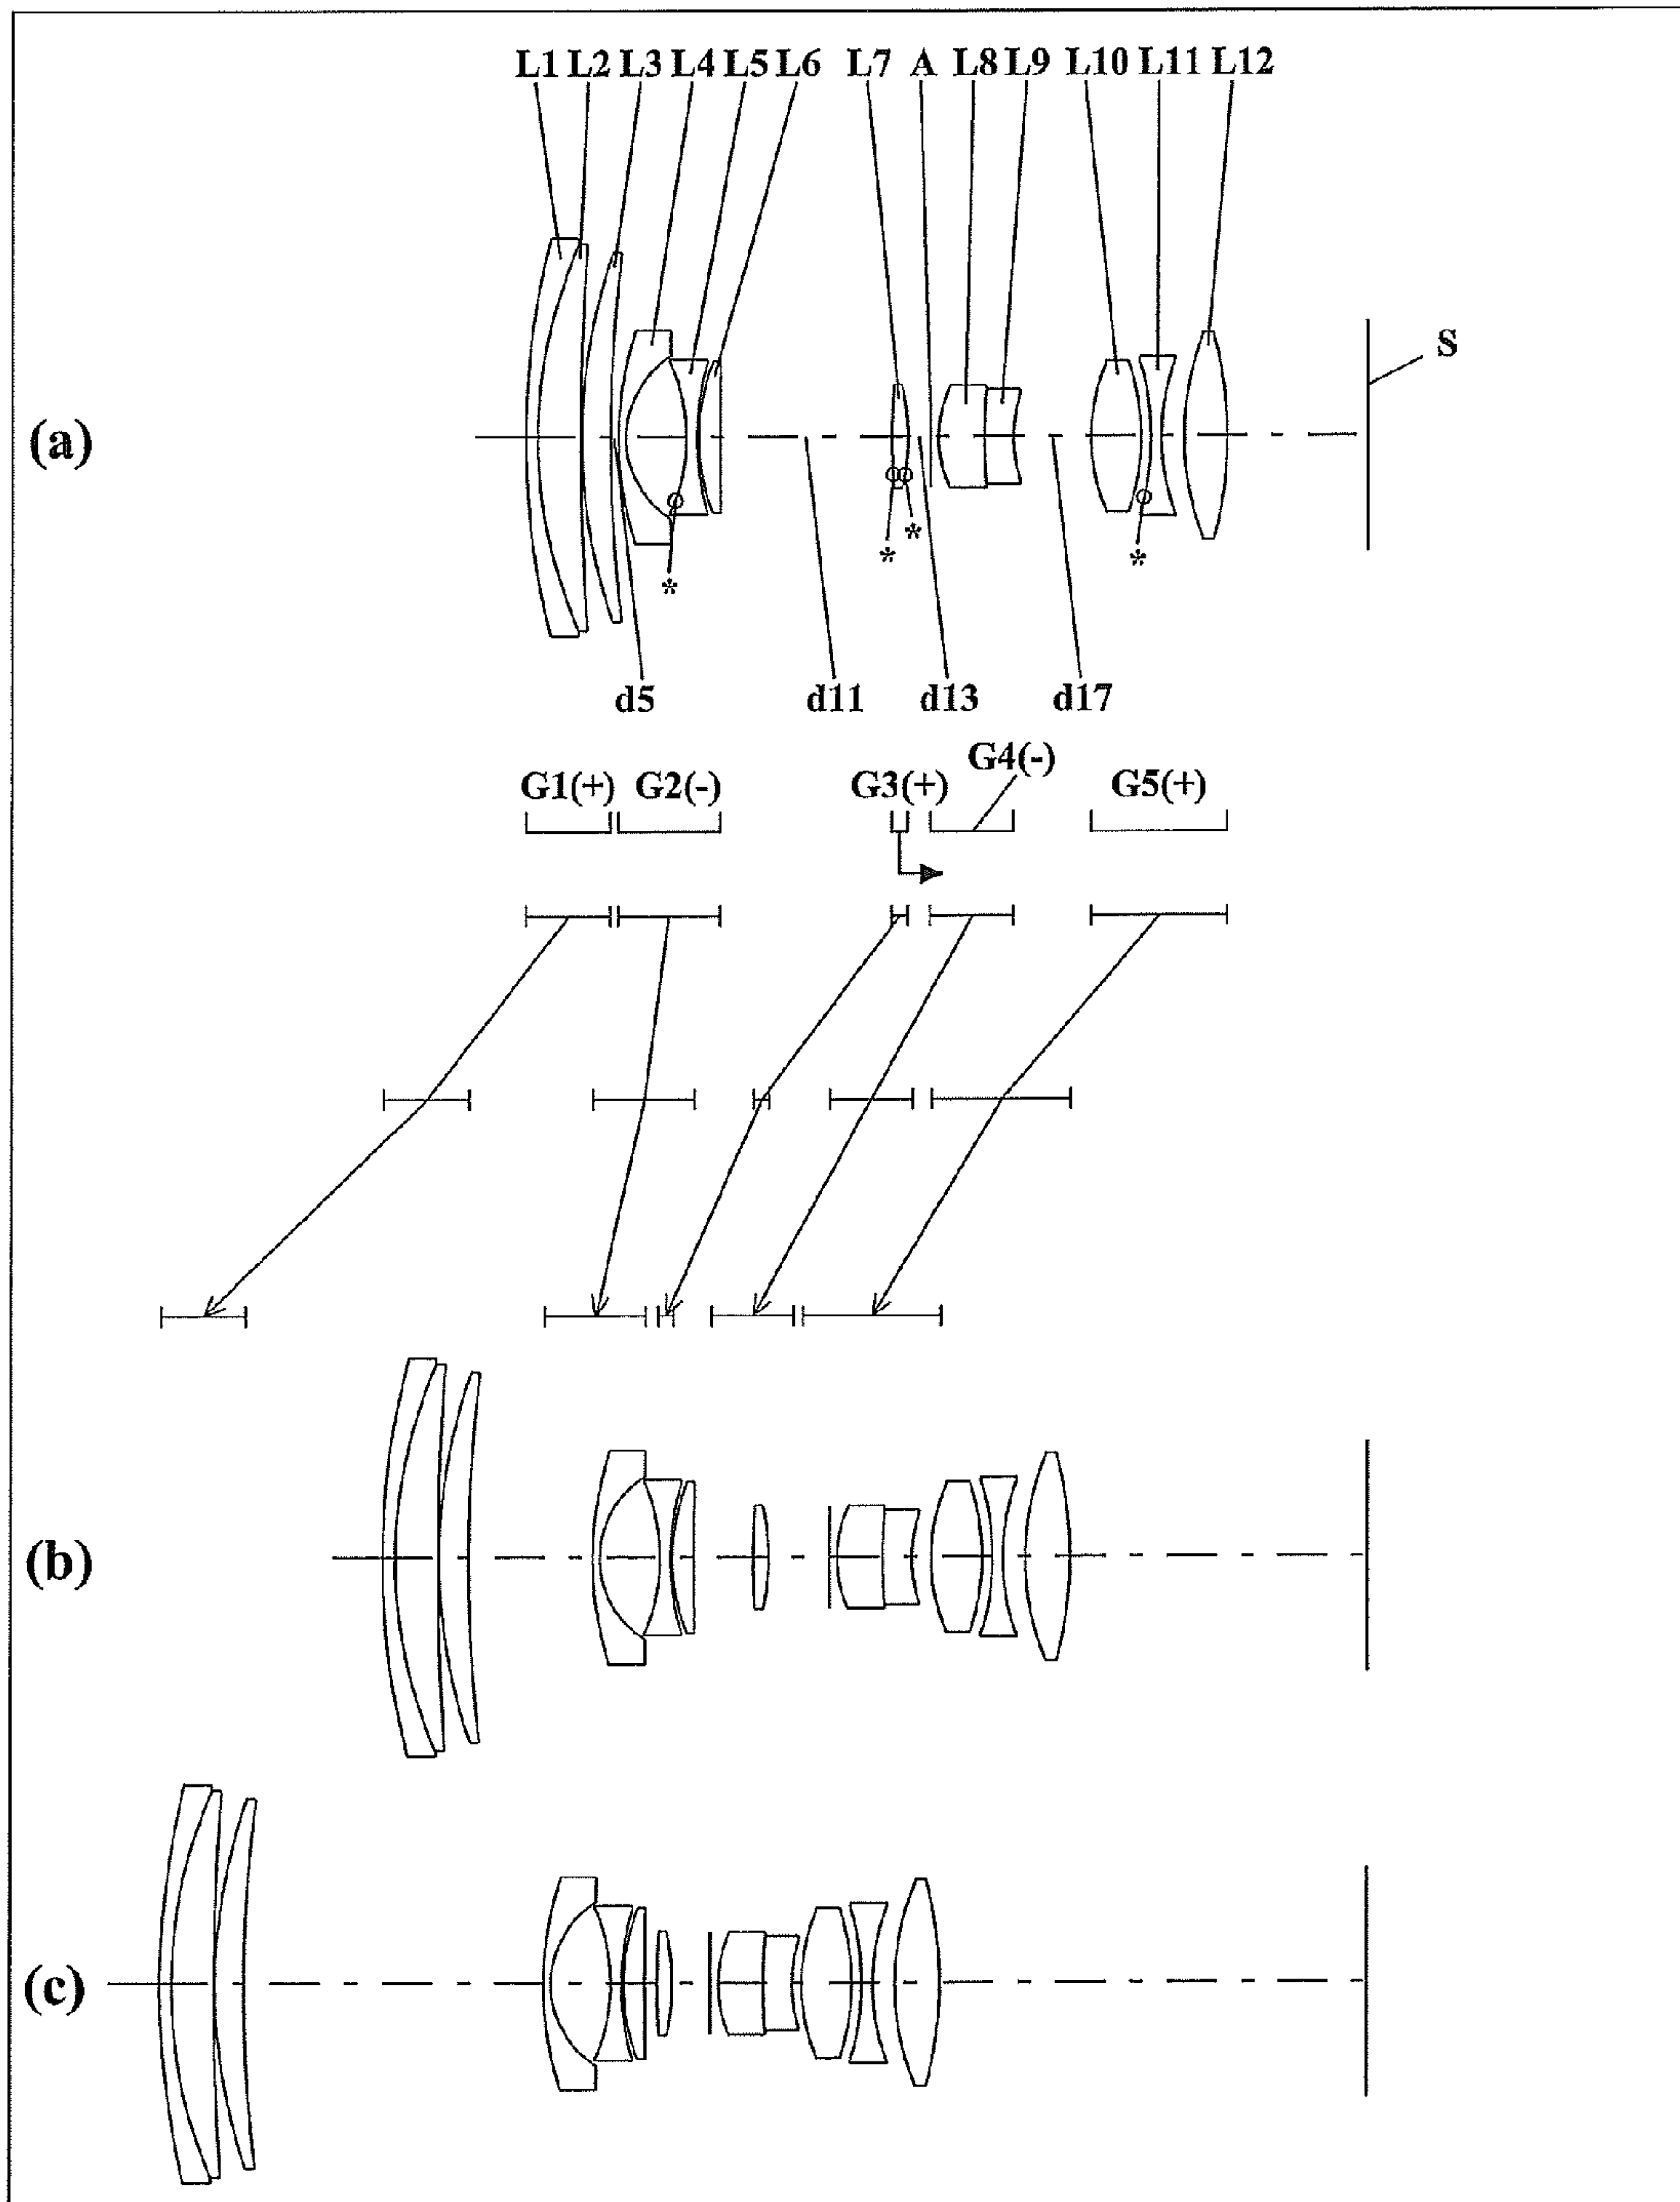 L1 L2 L3 L4 L5 L6 L7 A L8 L9 L10 L11 L12
S
(a)
* * * *
d5 d11 d13 d17
G1(+) G2(-) G3(+) G4(-) G5(+)
(b)
(c)